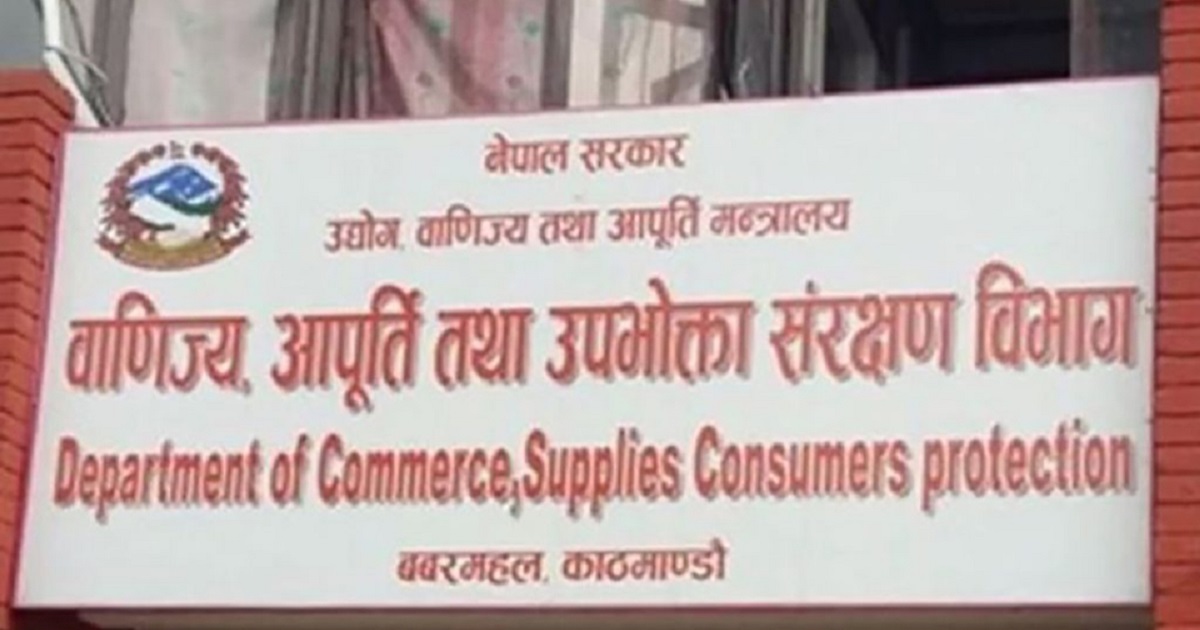 नेपाल सरकार
उद्योग, वाणिज्य तथा आपूर्ति मन्त्रालय
वाणिज्य, आपूर्ति तथा उपभोक्ता संरक्षण विभाग
Department of Commerce,Supplies Consumers protection
बबरमहल, काठमाण्डौ